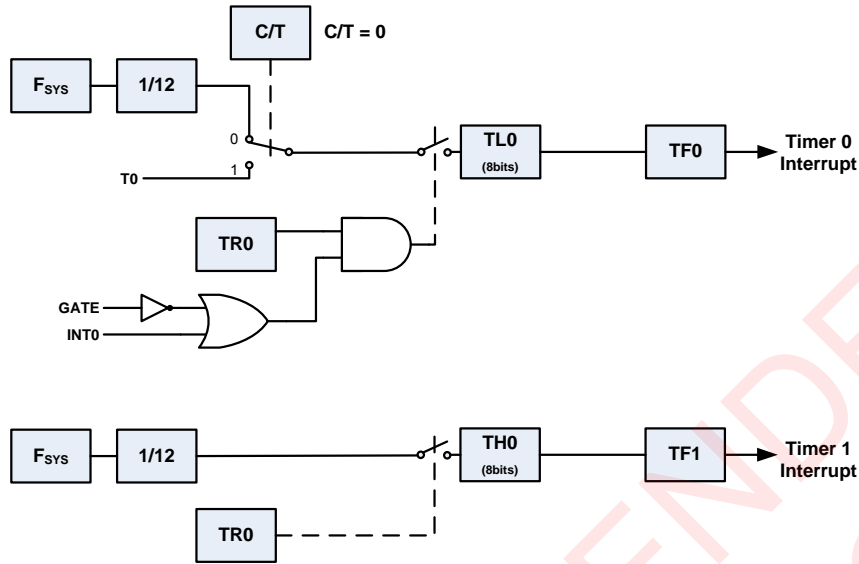 C/T C/T = 0
FSYS 1/12
0
TL0
(8bits)
TF0
Timer 0
Interrupt
1
T0
TR0
GATE
INT0
FSYS 1/12
TH0
(8bits)
TF1
Timer 1
Interrupt
TR0